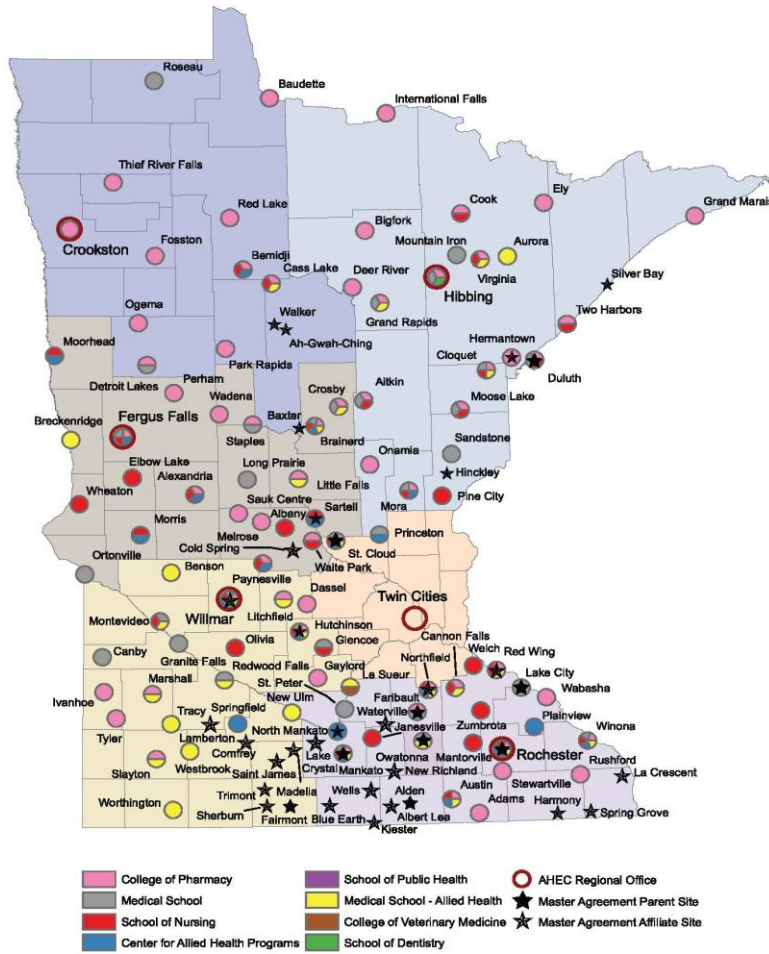 Roseau
Baudette
International Falls
Thief River Falls
Red Lake
Cook
Ely
Grand Marais
Bigfork
Crookston
Fosston
Mountain Iron
Aurora
Bemidji
Cass Lake
Deer River
Virginia
Silver Bay
Hibbing
Ogema
Walker
Grand Rapids
Two Harbors
Moorhead
Ah-Gwah-Ching
Hermantown
Cloquet
Detroit Lakes
Park Rapids
Duluth
Perham
Crosby
Aitkin
Wadena
Moose Lake
Breckenridge
Fergus Falls
Baxter
Staples
Brainerd
Sandstone
Onamia
Elbow Lake
Long Prairie
Hinckley
Alexandria
Little Falls
Wheaton
Sauk Centre
Sartell
Pine City
Morris
Albany
Mora
Melrose
Princeton
Cold Spring
St. Cloud
Ortonville
Waite Park
Benson
Paynesville
Dassel
Twin Cities
Willmar
Litchfield
Hutchinson
Cannon Falls
Montevideo
Olivia
Glencoe
Welch
Red Wing
Canby
Northfield
Granite Falls
Redwood Falls
Gaylord
Le Sueur
Lake City
Marshall
St. Peter
Faribault
Wabasha
Ivanhoe
New Ulm
Waterville
Tracy
Springfield
Janesville
Zumbrota
Plainview
North Mankato
Winona
Tyler
Lamberton
Owatonna
Mantorville
Rochester
Comfrey
Lake
Crystal
Rushford
Slayton
Westbrook
Mankato
New Richland
La Crescent
Saint James
Stewartville
Madelia
Wells
Alden
Austin
Trimont
Adams
Harmony
Worthington
Sherburn
Fairmont
Blue Earth
Albert Lea
Spring Grove
Kiester
College of Pharmacy
Medical School
School of Nursing
Center for Allied Health Programs
School of Public Health
Medical School - Allied Health
College of Veterinary Medicine
School of Dentistry
AHEC Regional Office
Master Agreement Parent Site
Master Agreement Affiliate Site